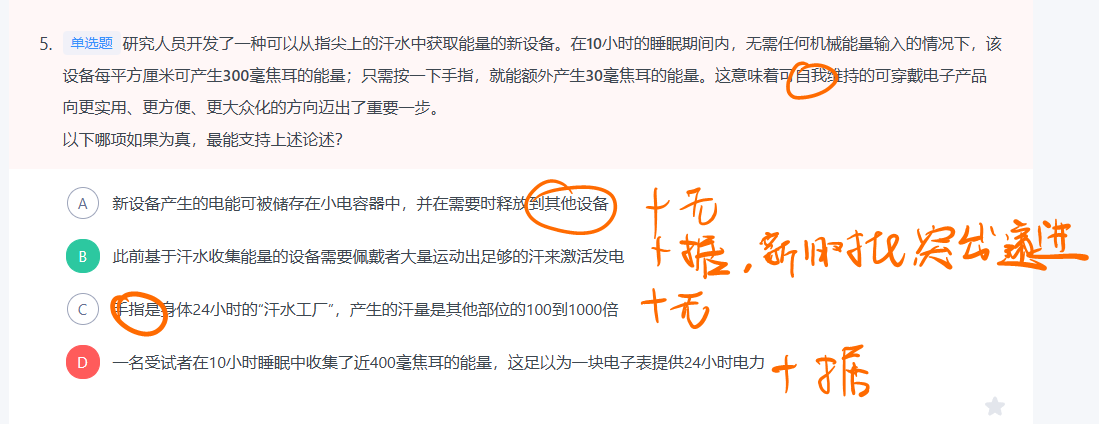 5. 单选题 研究人员开发了一种可以从指尖上的汗水中获取能量的新设备。在10小时的睡眠期间内，无需任何机械能量输入的情况下，该
设备每平方厘米可产生300毫焦耳的能量；只需按一下手指，就能额外产生30毫焦耳的能量。这意味着可自我维持的可穿戴电子产品
向更实用、更方便、更大众化的方向迈出了重要一步。
以下哪项如果为真，最能支持上述论述？
A 新设备产生的电能可被储存在小电容器中，并在需要时释放到其他设备 十无
B 此前基于汗水收集能量的设备需要佩戴者大量运动出足够的汗来激活发电 十据，新旧对比突出递进
C 手指是身体24小时的“汗水工厂”，产生的汗量是其他部位的100到1000倍 十无
D 一名受试者在10小时睡眠中收集了近400毫焦耳的能量，这足以为一块电子表提供24小时电力 十据